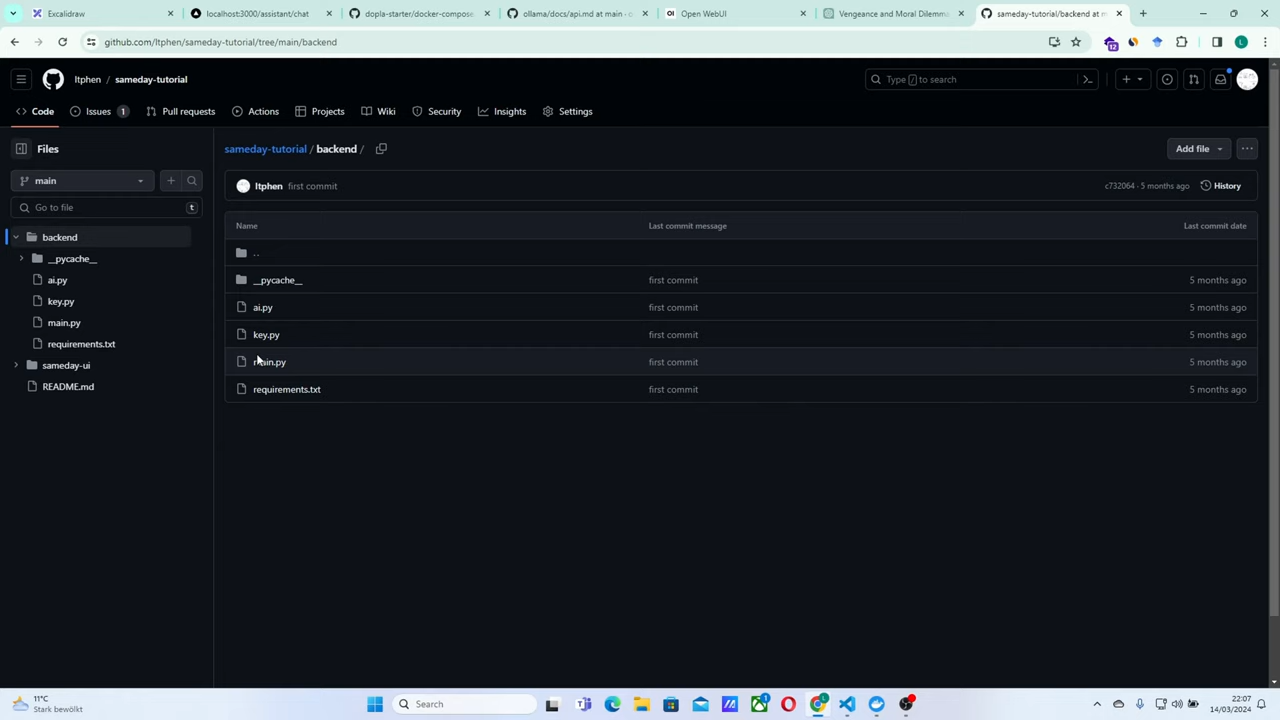 Excalidraw
localhost:3000/assistant/chat
dopla-starter/docker-compose
ollama/docs/api.md at main · o
Open WebUI
Vengeance and Moral Dilemma
sameday-tutorial/backend at m
github.com/ltphen/sameday-tutorial/tree/main/backend
12
L
ltphen / sameday-tutorial
Type / to search
Code
Issues 1
Pull requests
Actions
Projects
Wiki
Security
Insights
Settings
Files
sameday-tutorial / backend /
Add file
main
ltphen first commit
c732064 · 5 months ago
History
Go to file
t
Name
Last commit message
Last commit date
backend
..
__pycache__
__pycache__
first commit
5 months ago
ai.py
ai.py
first commit
5 months ago
key.py
key.py
first commit
5 months ago
main.py
main.py
first commit
5 months ago
requirements.txt
requirements.txt
first commit
5 months ago
sameday-ui
README.md
11°C
Stark bewölkt
Search
22:07
14/03/2024